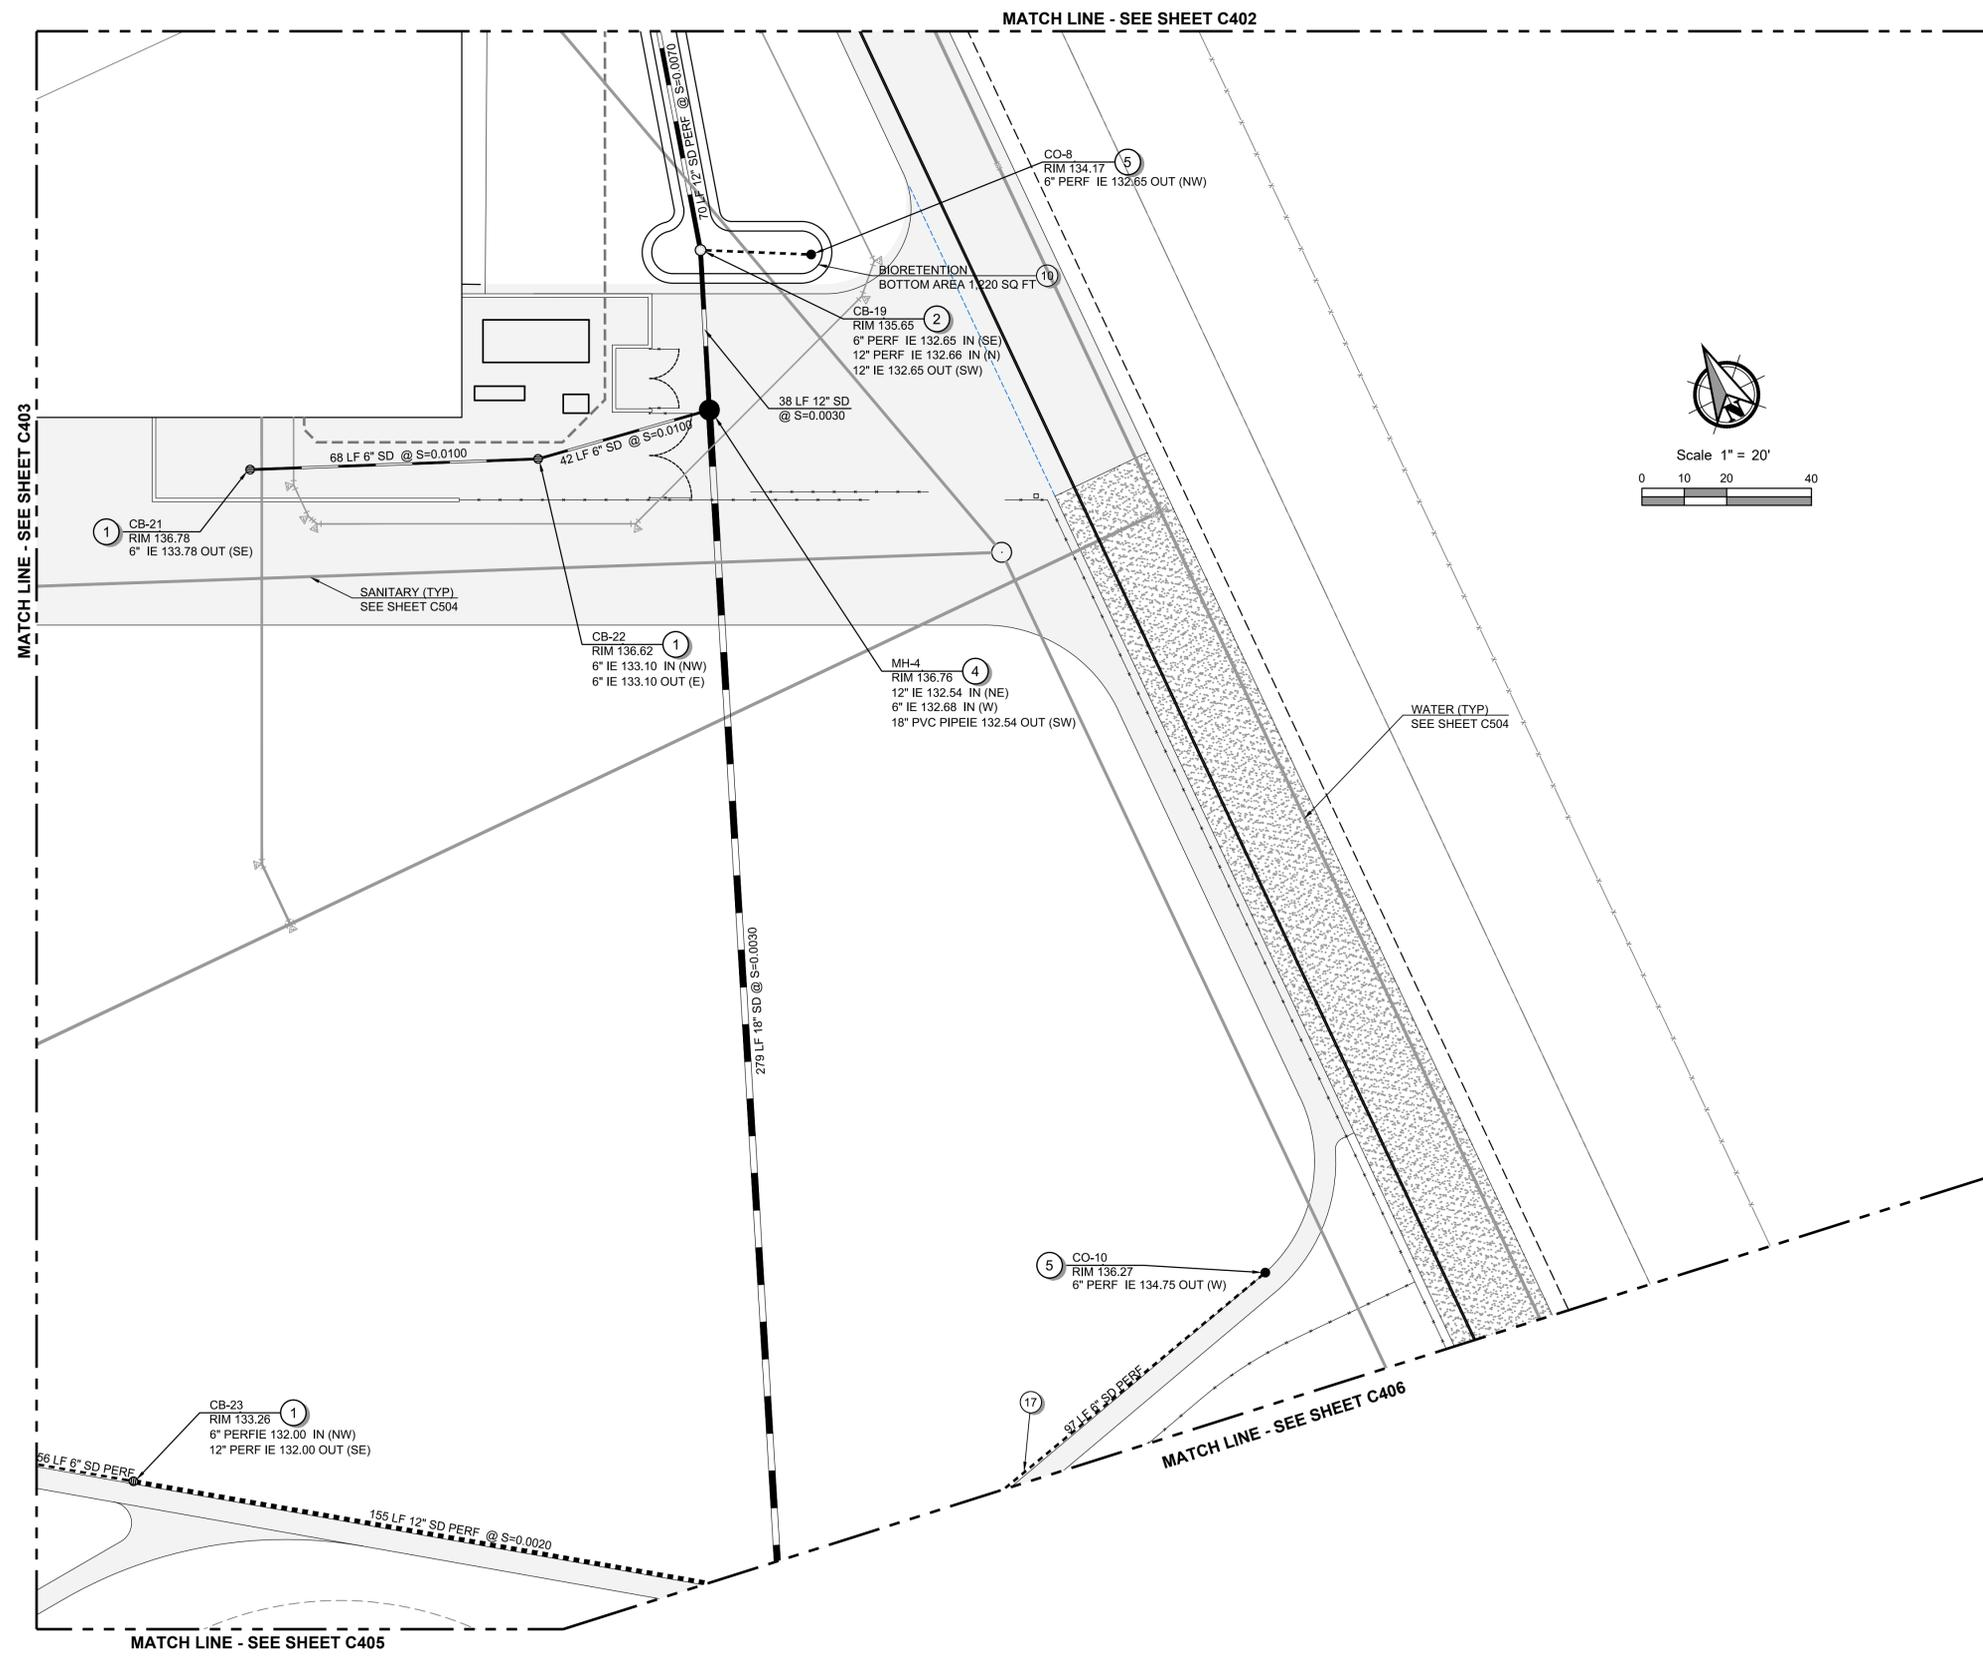 MATCH LINE - SEE SHEET C402
70 LF 12" SD PERF @ S=0.0070
CO-8
RIM 134.17
6" PERF IE 132.65 OUT (NW)
5
BIORETENTION
BOTTOM AREA 1,220 SQ FT
10
CB-19
RIM 135.65
6" PERF IE 132.65 IN (SE)
12" PERF IE 132.66 IN (N)
12" IE 132.65 OUT (SW)
2
38 LF 12" SD
@ S=0.0030
N
Scale 1" = 20'
0 10 20 40
MATCH LINE - SEE SHEET C403
68 LF 6" SD @ S=0.0100
42 LF 6" SD @ S=0.0100
1
CB-21
RIM 136.78
6" IE 133.78 OUT (SE)
SANITARY (TYP)
SEE SHEET C504
CB-22
RIM 136.62
6" IE 133.10 IN (NW)
6" IE 133.10 OUT (E)
1
MH-4
RIM 136.76
12" IE 132.54 IN (NE)
6" IE 132.68 IN (W)
18" PVC PIPEIE 132.54 OUT (SW)
4
WATER (TYP)
SEE SHEET C504
279 LF 18" SD @ S=0.0030
5
CO-10
RIM 136.27
6" PERF IE 134.75 OUT (W)
97 LF 6" SD PERF
17
MATCH LINE - SEE SHEET C406
CB-23
RIM 133.26
6" PERFIE 132.00 IN (NW)
12" PERF IE 132.00 OUT (SE)
1
56 LF 6" SD PERF
155 LF 12" SD PERF @ S=0.0020
MATCH LINE - SEE SHEET C405